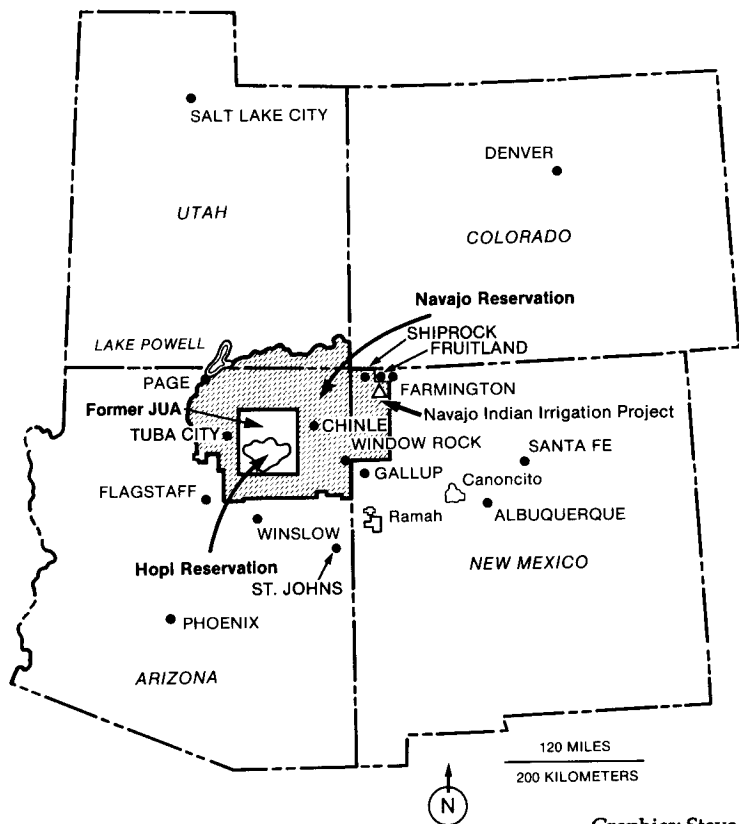 SALT LAKE CITY
DENVER
UTAH
COLORADO
Navajo Reservation
SHIPROCK
LAKE POWELL
FRUITLAND
PAGE
FARMINGTON
Former JUA
Navajo Indian Irrigation Project
CHINLE
TUBA CITY
WINDOW ROCK
SANTA FE
GALLUP
Canoncito
FLAGSTAFF
ALBUQUERQUE
Ramah
WINSLOW
Hopi Reservation
NEW MEXICO
ST. JOHNS
PHOENIX
ARIZONA
120 MILES
200 KILOMETERS
N